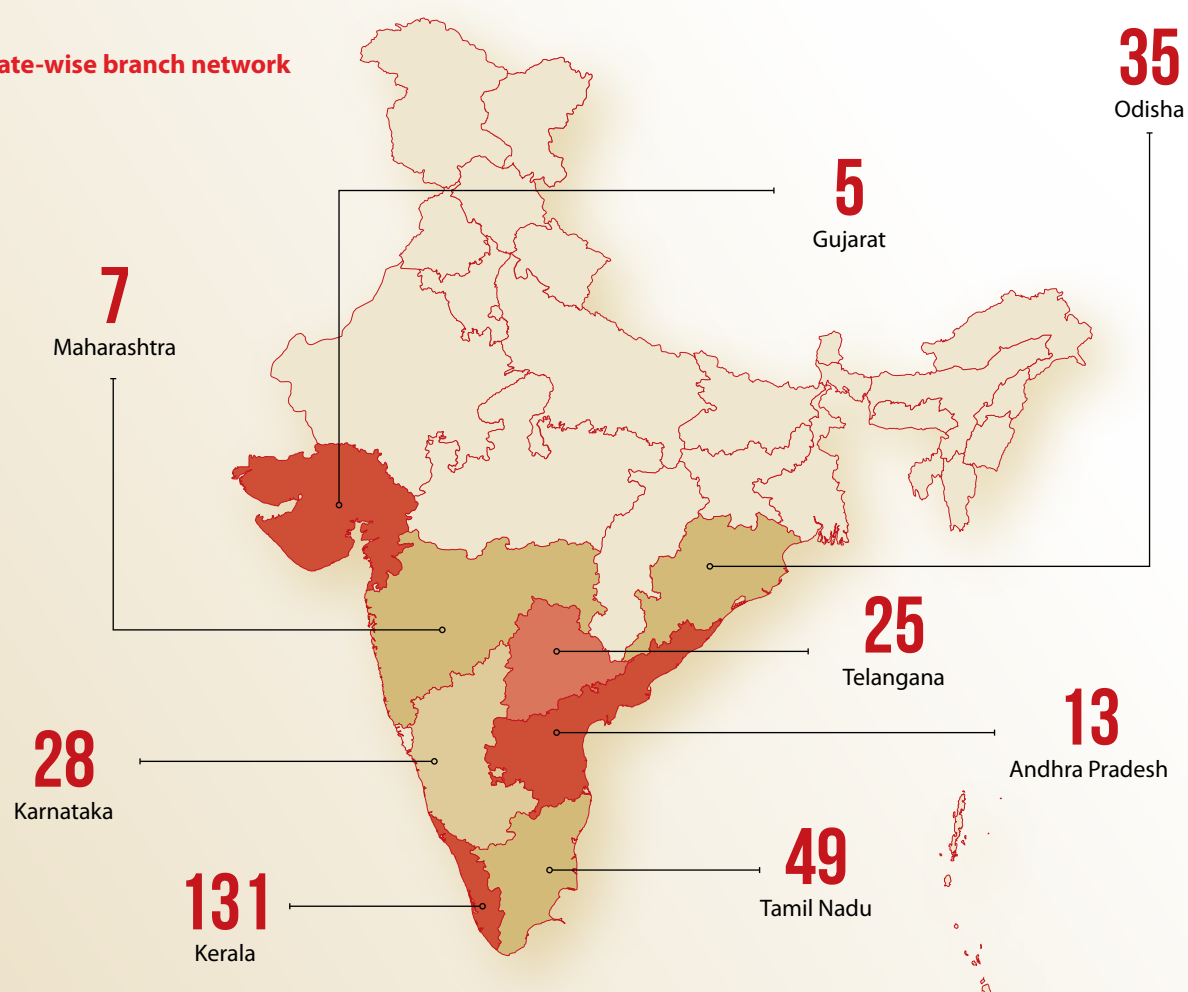 ate-wise branch network
35
Odisha
5
Gujarat
7
Maharashtra
25
Telangana
13
Andhra Pradesh
28
Karnataka
49
Tamil Nadu
131
Kerala